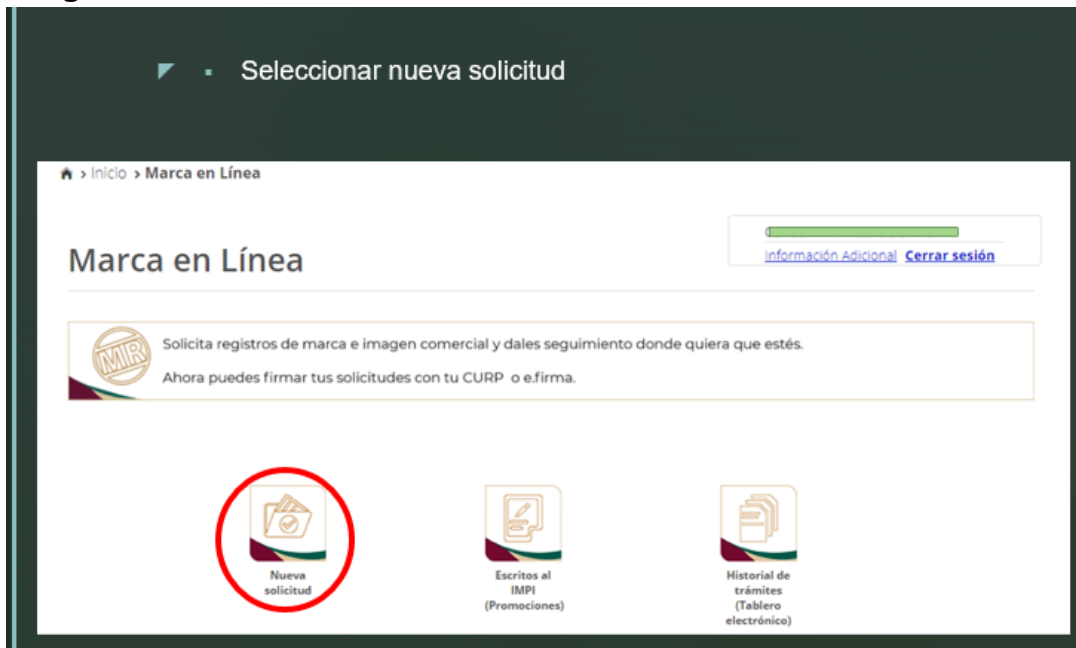 Seleccionar nueva solicitud
> Inicio > Marca en Línea
Marca en Línea
Información Adicional Cerrar sesión
MR
Solicita registros de marca e imagen comercial y dales seguimiento donde quiera que estés.
Ahora puedes firmar tus solicitudes con tu CURP o e.firma.
Nueva
solicitud
Escritos al
IMPI
(Promociones)
Historial de
trámites
(Tablero
electrónico)